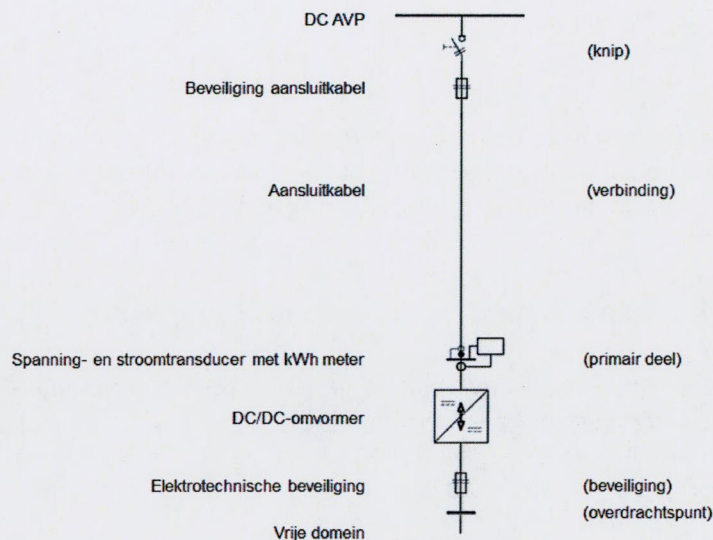 DC AVP
(knip)
Beveiliging aansluitkabel
Aansluitkabel (verbinding)
Spanning- en stroomtransducer met kWh meter (primair deel)
DC/DC-omvormer
Elektrotechnische beveiliging (beveiliging)
(overdrachtspunt)
Vrije domein